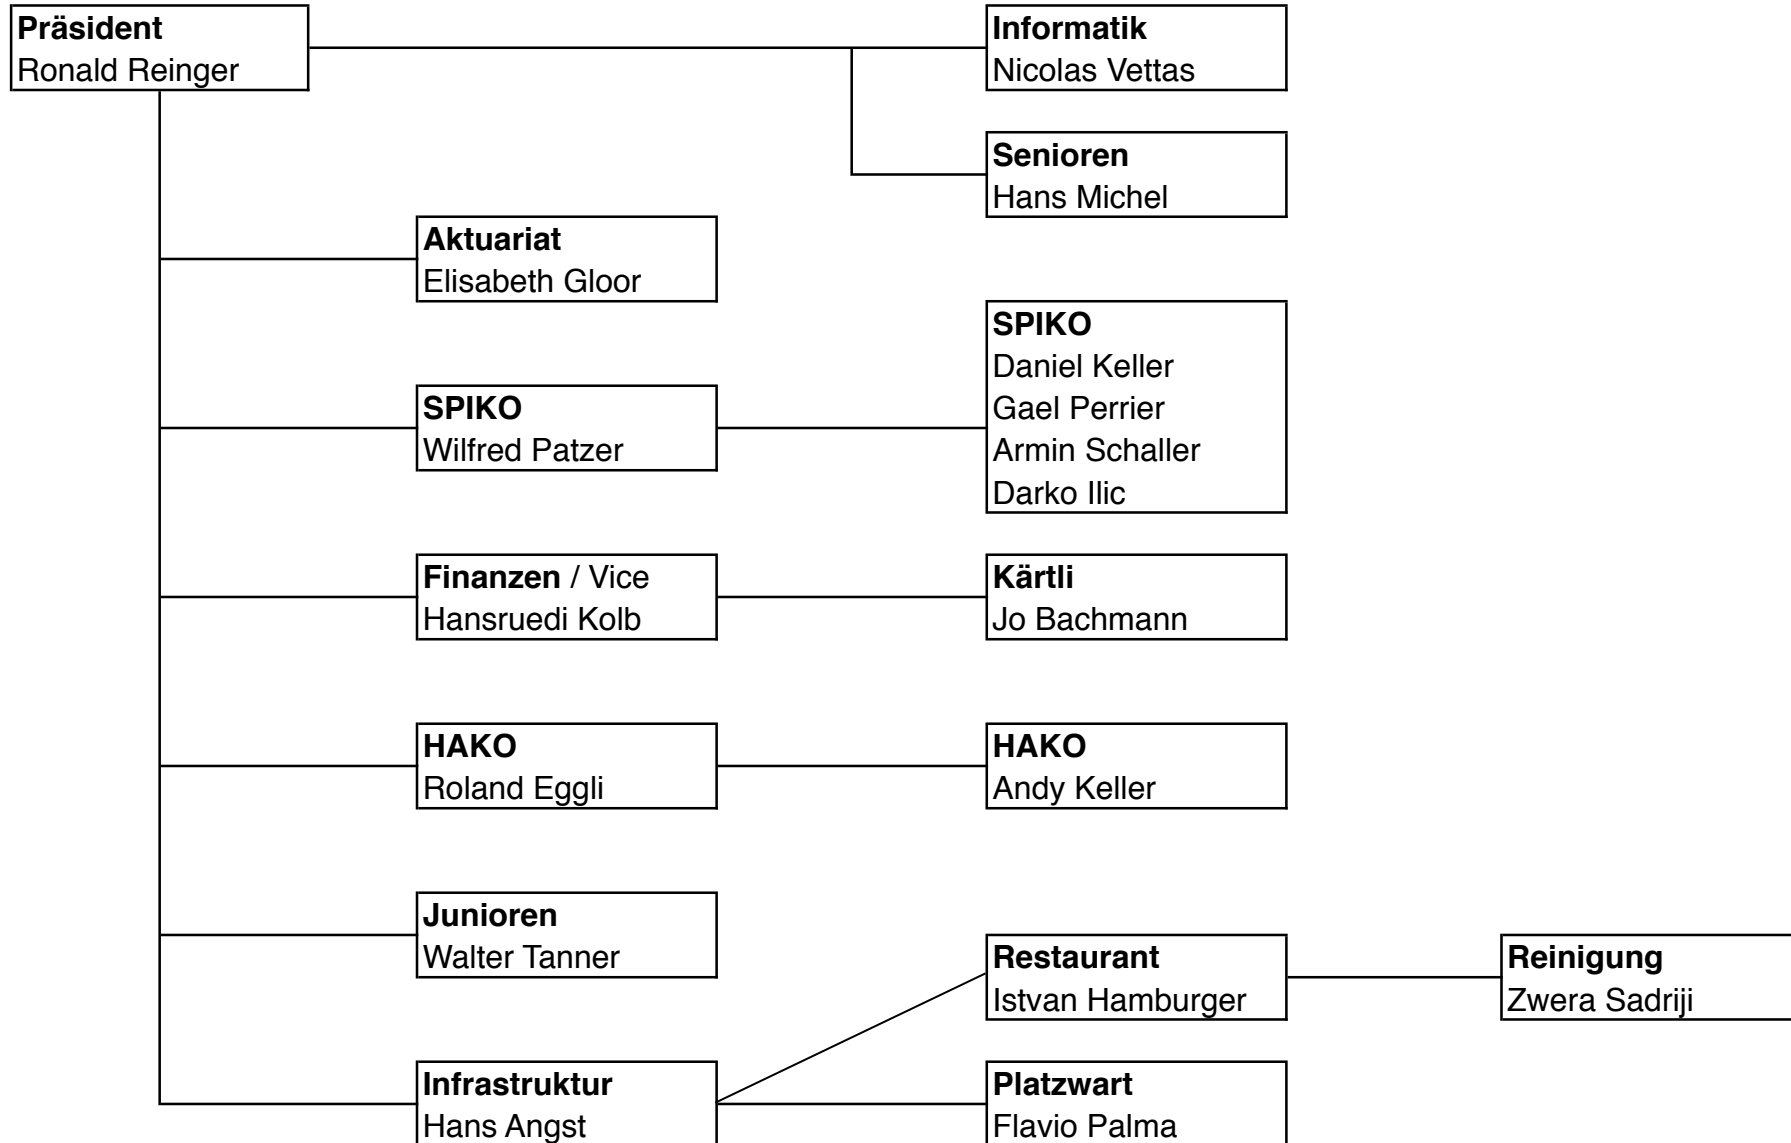 Präsident
Ronald Reinger
Informatik
Nicolas Vettas
Senioren
Hans Michel
Aktuariat
Elisabeth Gloor
SPIKO
Wilfred Patzer
SPIKO
Daniel Keller
Gael Perrier
Armin Schaller
Darko Ilic
Finanzen / Vice
Hansruedi Kolb
Kärtli
Jo Bachmann
HAKO
Roland Eggli
HAKO
Andy Keller
Junioren
Walter Tanner
Restaurant
Istvan Hamburger
Reinigung
Zwera Sadriji
Infrastruktur
Hans Angst
Platzwart
Flavio Palma